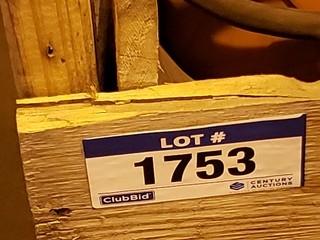 LOT #
1753
ClubBid
CENTURY
AUCTIONS